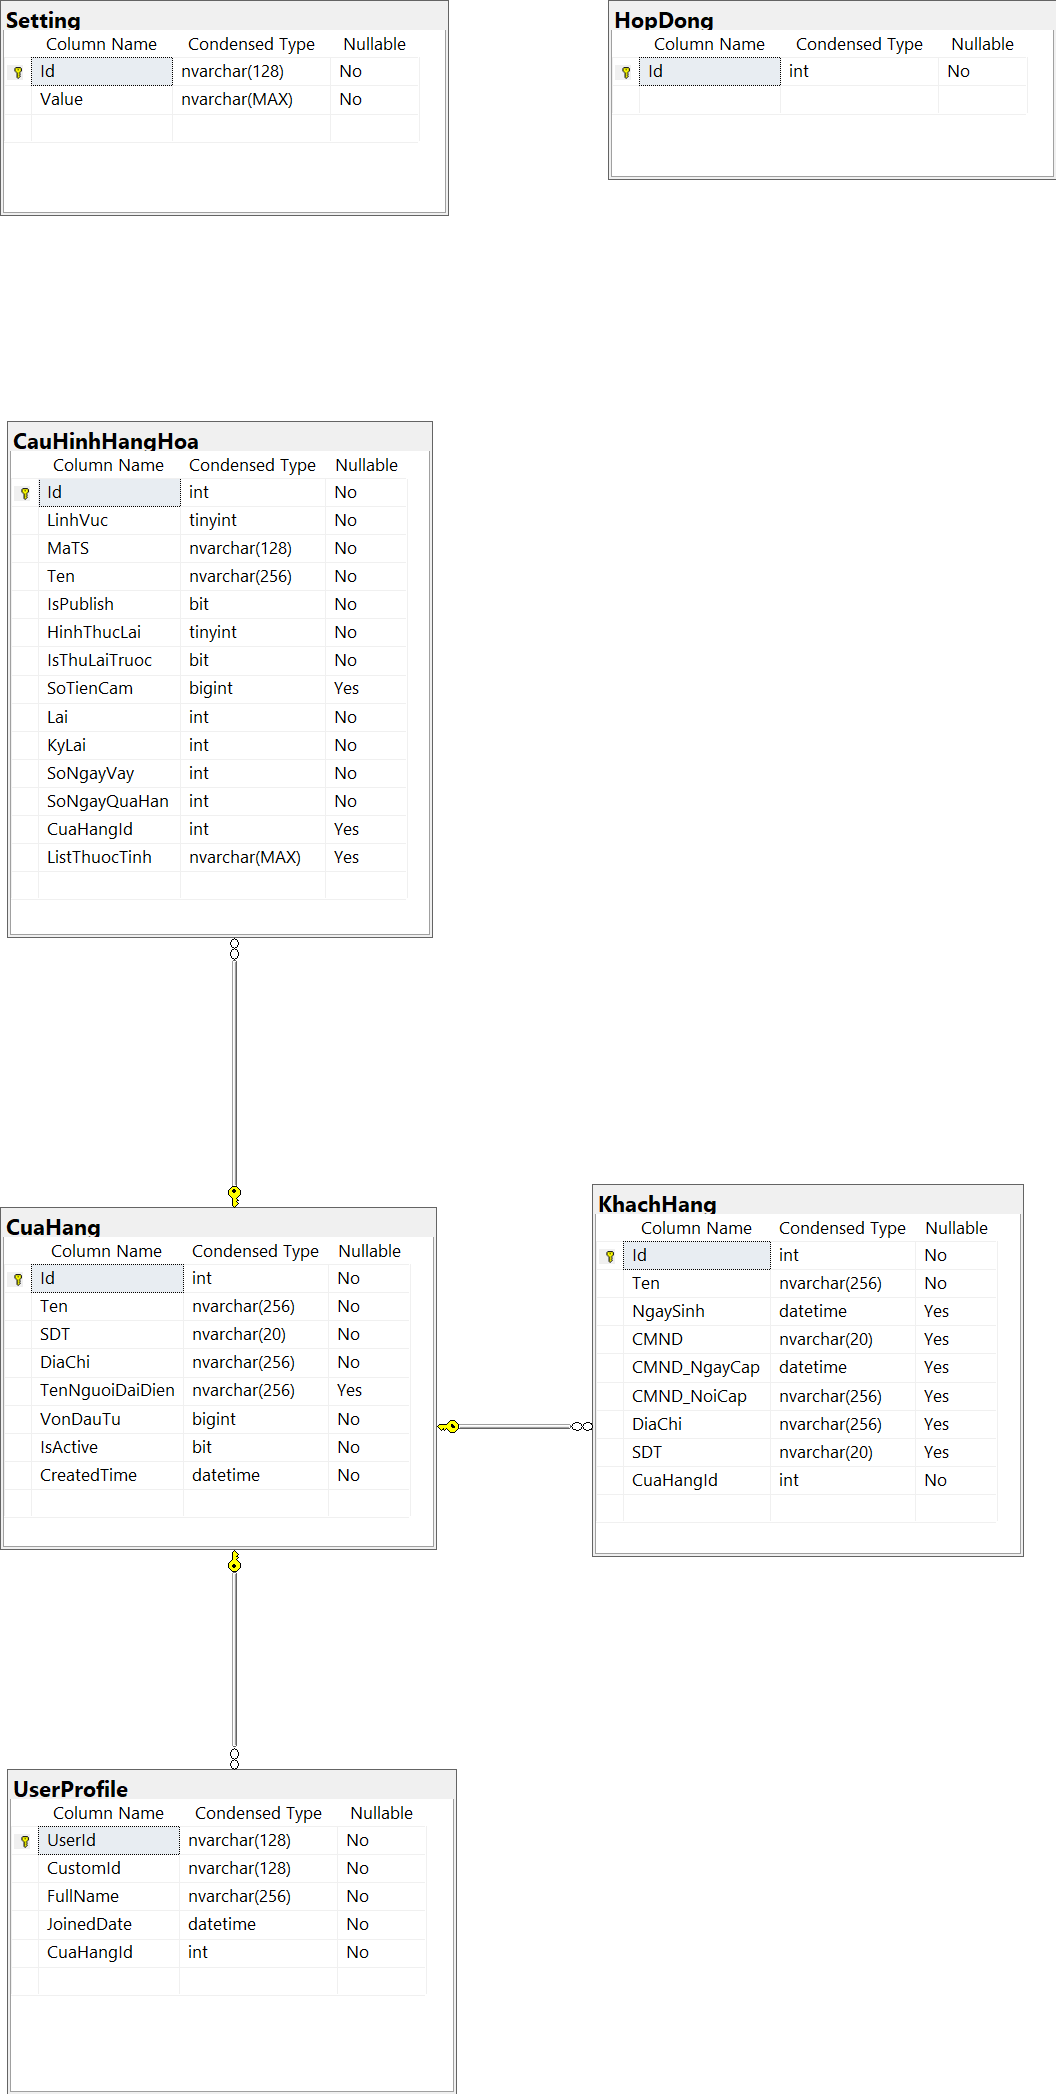 Setting
Column Name Condensed Type Nullable
Id nvarchar(128) No
Value nvarchar(MAX) No
HopDong
Column Name Condensed Type Nullable
Id int No
CauHinhHangHoa
Column Name Condensed Type Nullable
Id int No
LinhVuc tinyint No
MaTS nvarchar(128) No
Ten nvarchar(256) No
IsPublish bit No
HinhThucLai tinyint No
IsThuLaiTruoc bit No
SoTienCam bigint Yes
Lai int No
KyLai int No
SoNgayVay int No
SoNgayQuaHan int No
CuaHangId int Yes
ListThuocTinh nvarchar(MAX) Yes
CuaHang
Column Name Condensed Type Nullable
Id int No
Ten nvarchar(256) No
SDT nvarchar(20) No
DiaChi nvarchar(256) No
TenNguoiDaiDien nvarchar(256) Yes
VonDauTu bigint No
IsActive bit No
CreatedTime datetime No
KhachHang
Column Name Condensed Type Nullable
Id int No
Ten nvarchar(256) No
NgaySinh datetime Yes
CMND nvarchar(20) Yes
CMND_NgayCap datetime Yes
CMND_NoiCap nvarchar(256) Yes
DiaChi nvarchar(256) Yes
SDT nvarchar(20) Yes
CuaHangId int No
UserProfile
Column Name Condensed Type Nullable
UserId nvarchar(128) No
CustomId nvarchar(128) No
FullName nvarchar(256) No
JoinedDate datetime No
CuaHangId int No